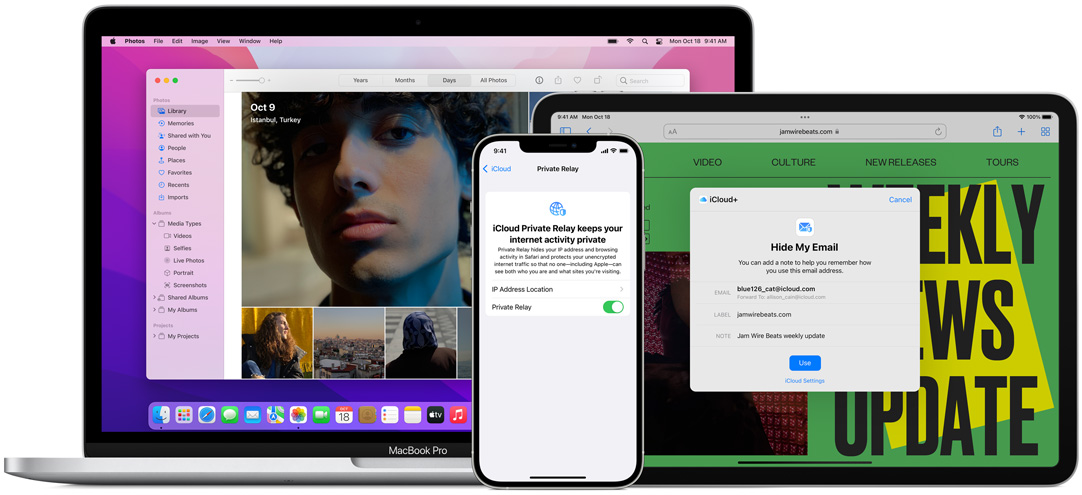 Photos File Edit Image View Window Help
Mon Oct 18 9:41 AM
Photos
Library
Memories
Shared with You
People
Places
Favorites
Recents
Imports
Albums
Media Types
Videos
Selfies
Live Photos
Portrait
Screenshots
Shared Albums
My Albums
Projects
My Projects
Years Months Days All Photos
Search
Oct 9
Istanbul, Turkey
OCT
18
tv
MacBook Pro
9:41
iCloud
Private Relay
iCloud Private Relay keeps your
internet activity private
Private Relay hides your IP address and browsing
activity in Safari and protects your unencrypted
internet traffic so that no one—including Apple—can
see both who you are and what sites you're visiting.
IP Address Location
Private Relay
9:41 AM Mon Oct 18
100%
AA jamwirebeats.com
VIDEO CULTURE NEW RELEASES TOURS
WEEKLY
NEWS
UPDATE
iCloud+
Cancel
Hide My Email
You can add a note to help you remember how
you use this email address.
EMAIL blue126_cat@icloud.com
Forward To: allison_cain@icloud.com
LABEL jamwirebeats.com
NOTE Jam Wire Beats weekly update
Use
iCloud Settings